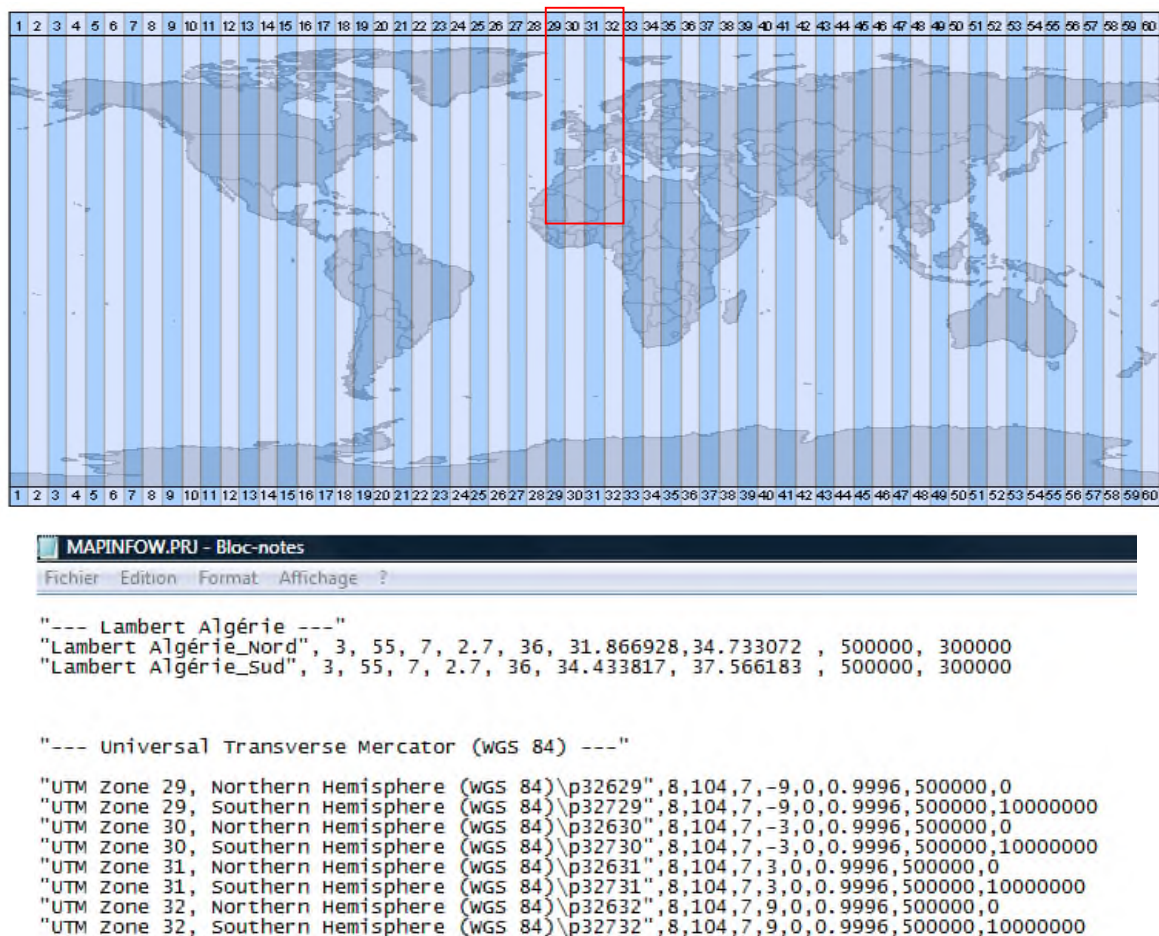 1 2 3 4 5 6 7 8 9 10 11 12 13 14 15 16 17 18 19 20 21 22 23 24 25 26 27 28 29 30 31 32 33 34 35 36 37 38 39 40 41 42 43 44 45 46 47 48 49 50 51 52 53 54 55 56 57 58 59 60
1 2 3 4 5 6 7 8 9 10 11 12 13 14 15 16 17 18 19 20 21 22 23 24 25 26 27 28 29 30 31 32 33 34 35 36 37 38 39 40 41 42 43 44 45 46 47 48 49 50 51 52 53 54 55 56 57 58 59 60
MAPINFOW.PRJ - Bloc-notes
Fichier Edition Format Affichage ?
"--- Lambert Algérie ---"
"Lambert Algérie_Nord", 3, 55, 7, 2.7, 36, 31.866928,34.733072 , 500000, 300000
"Lambert Algérie_Sud", 3, 55, 7, 2.7, 36, 34.433817, 37.566183 , 500000, 300000
"--- Universal Transverse Mercator (WGS 84) ---"
"UTM Zone 29, Northern Hemisphere (WGS 84)\p32629",8,104,7,-9,0,0.9996,500000,0
"UTM Zone 29, Southern Hemisphere (WGS 84)\p32729",8,104,7,-9,0,0.9996,500000,10000000
"UTM Zone 30, Northern Hemisphere (WGS 84)\p32630",8,104,7,-3,0,0.9996,500000,0
"UTM Zone 30, Southern Hemisphere (WGS 84)\p32730",8,104,7,-3,0,0.9996,500000,10000000
"UTM Zone 31, Northern Hemisphere (WGS 84)\p32631",8,104,7,3,0,0.9996,500000,0
"UTM Zone 31, Southern Hemisphere (WGS 84)\p32731",8,104,7,3,0,0.9996,500000,10000000
"UTM Zone 32, Northern Hemisphere (WGS 84)\p32632",8,104,7,9,0,0.9996,500000,0
"UTM Zone 32, Southern Hemisphere (WGS 84)\p32732",8,104,7,9,0,0.9996,500000,10000000